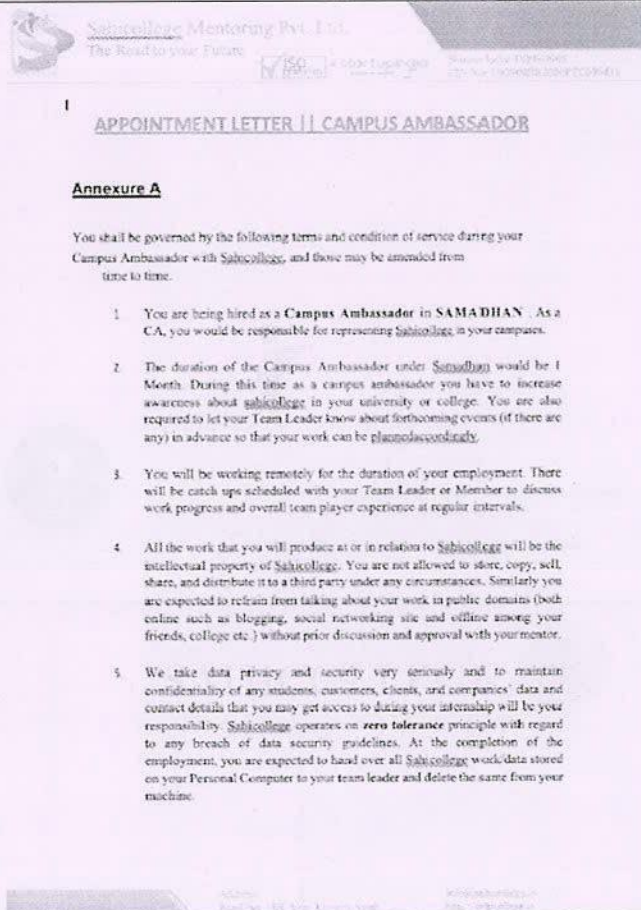 Sahicollege Mentoring Pvt. Ltd.
The Road to your Future
ISO
APPOINTMENT LETTER || CAMPUS AMBASSADOR
Annexure A
You shall be governed by the following terms and condition of service during your
Campus Ambassador with Sahicollege, and those may be amended from
time to time.
1. You are being hired as a Campus Ambassador in SAMADHAN . As a
CA, you would be responsible for representing Sahicollege in your campuses.
2. The duration of the Campus Ambassador under Samadhan would be 1
Month. During this time as a campus ambassador you have to increase
awareness about sahicollege in your university or college. You are also
required to let your Team Leader know about forthcoming events (if there are
any) in advance so that your work can be plannedaccordingly.
3. You will be working remotely for the duration of your employment. There
will be catch ups scheduled with your Team Leader or Member to discuss
work progress and overall team player experience at regular intervals.
4. All the work that you will produce at or in relation to Sahicollege will be the
intellectual property of Sahicollege. You are not allowed to store, copy, sell,
share, and distribute it to a third party under any circumstances. Similarly you
are expected to refrain from talking about your work in public domains (both
online such as blogging, social networking site and offline among your
friends, college etc.) without prior discussion and approval with yourmentor.
5. We take data privacy and security very seriously and to maintain
confidentiality of any students, customers, clients, and companies' data and
contact details that you may get access to during your internship will be your
responsibility. Sahicollege operates on zero tolerance principle with regard
to any breach of data security guidelines. At the completion of the
employment, you are expected to hand over all Sahicollege work/data stored
on your Personal Computer to your team leader and delete the same from your
machine.